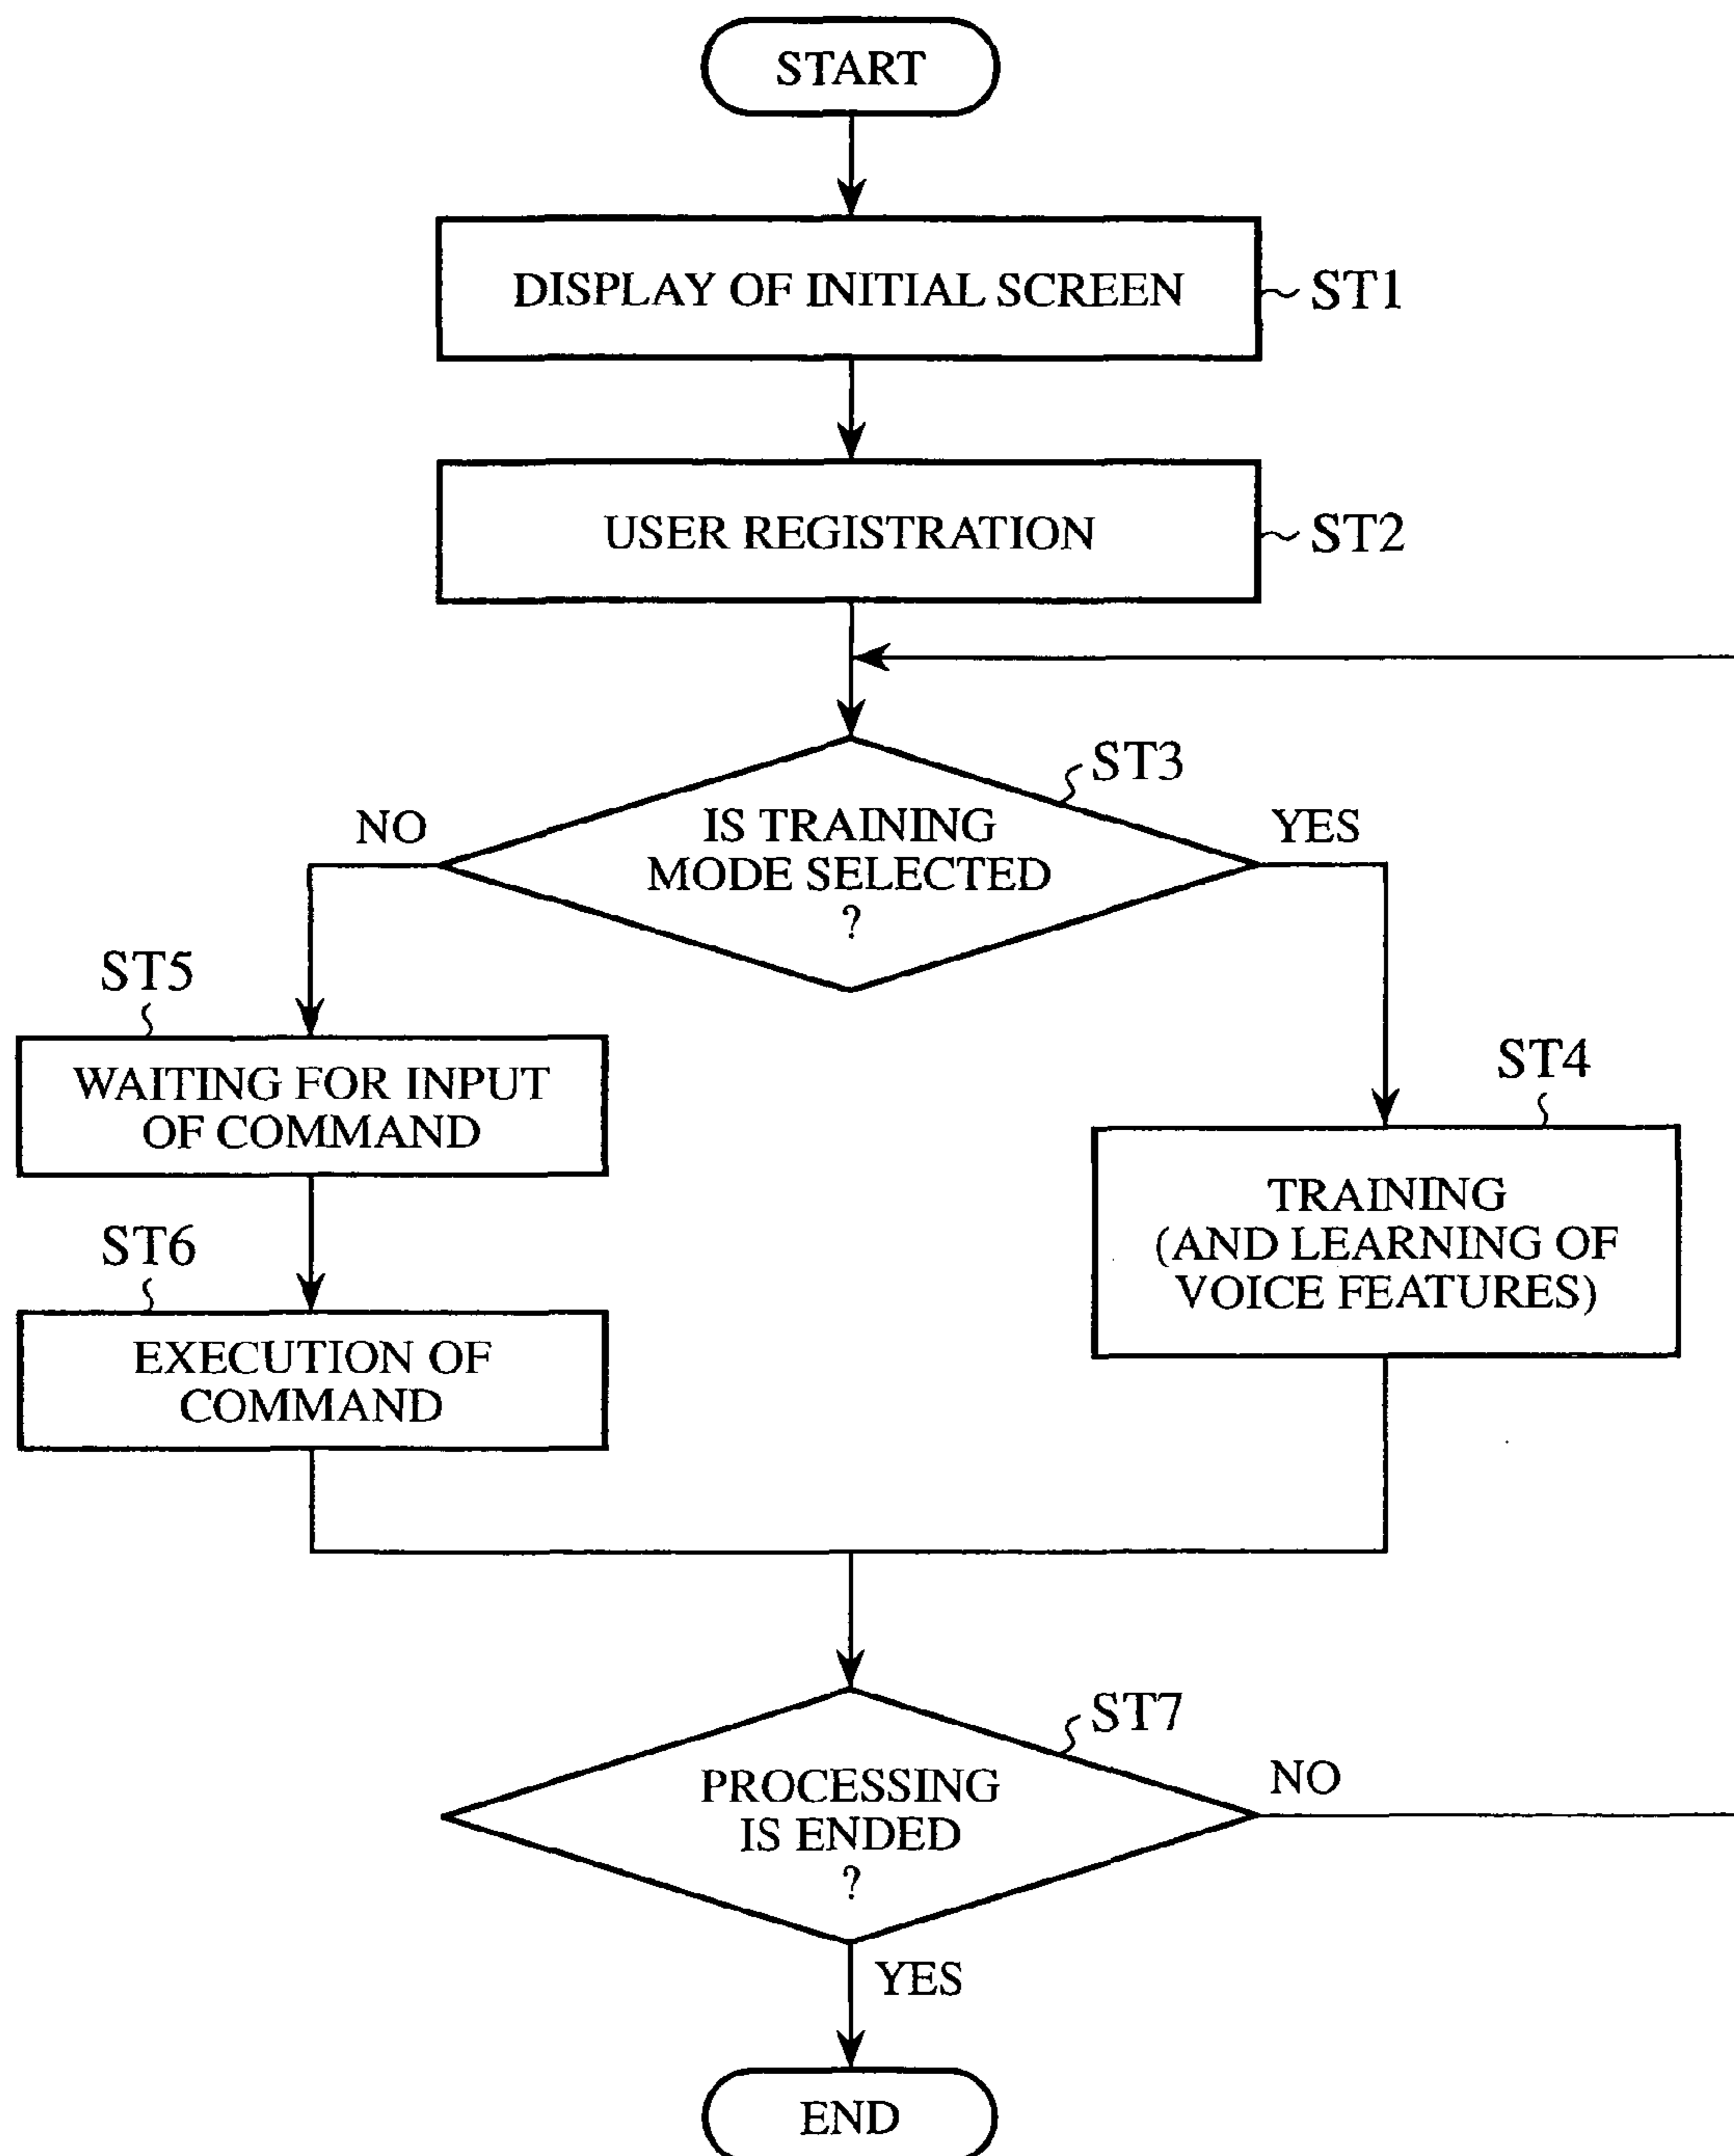 START
DISPLAY OF INITIAL SCREEN
ST1
USER REGISTRATION
ST2
ST3
NO
IS TRAINING
MODE SELECTED
?
YES
ST5
WAITING FOR INPUT
OF COMMAND
ST4
TRAINING
(AND LEARNING OF
VOICE FEATURES)
ST6
EXECUTION OF
COMMAND
ST7
PROCESSING
IS ENDED
?
NO
YES
END